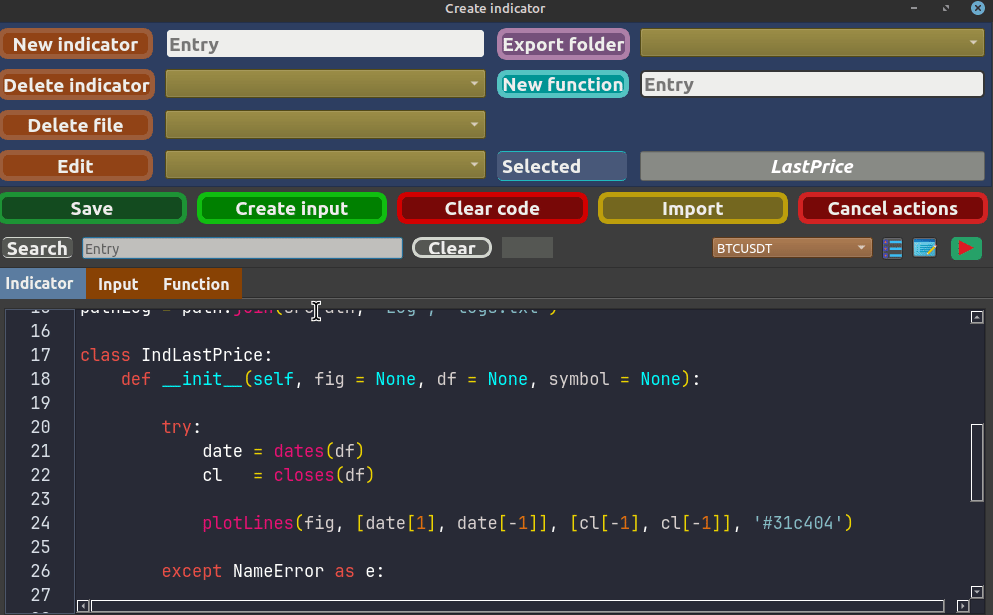 Create indicator
New indicator Entry Export folder
Delete indicator New function Entry
Delete file
Edit Selected LastPrice
Save Create input Clear code Import Cancel actions
Search Entry Clear BTCUSDT
Indicator Input Function
16
17 class IndLastPrice:
18 def __init__(self, fig = None, df = None, symbol = None):
19
20 try:
21 date = dates(df)
22 cl = closes(df)
23
24 plotLines(fig, [date[1], date[-1]], [cl[-1], cl[-1]], '#31c404')
25
26 except NameError as e:
27